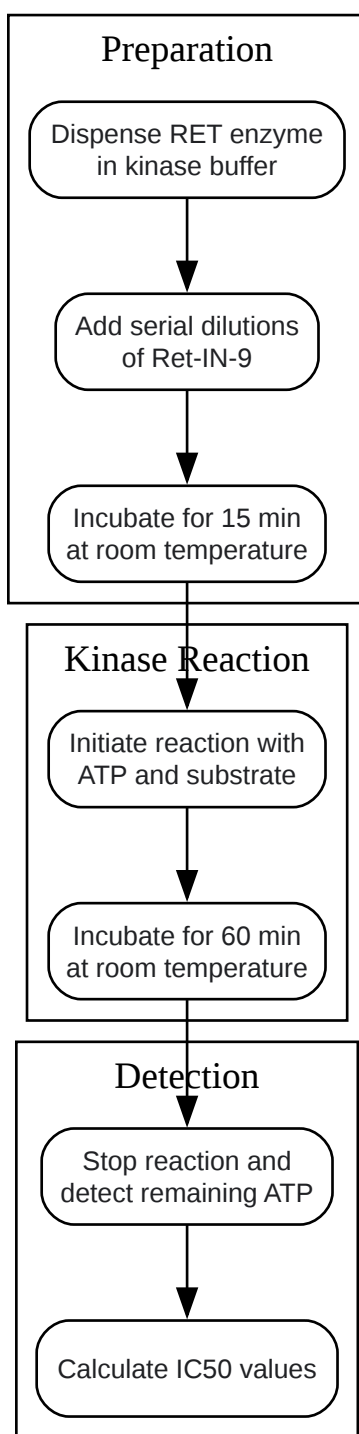 Preparation
Dispense RET enzyme
in kinase buffer
Add serial dilutions
of Ret-IN-9
Incubate for 15 min
at room temperature
Kinase Reaction
Initiate reaction with
ATP and substrate
Incubate for 60 min
at room temperature
Detection
Stop reaction and
detect remaining ATP
Calculate IC50 values